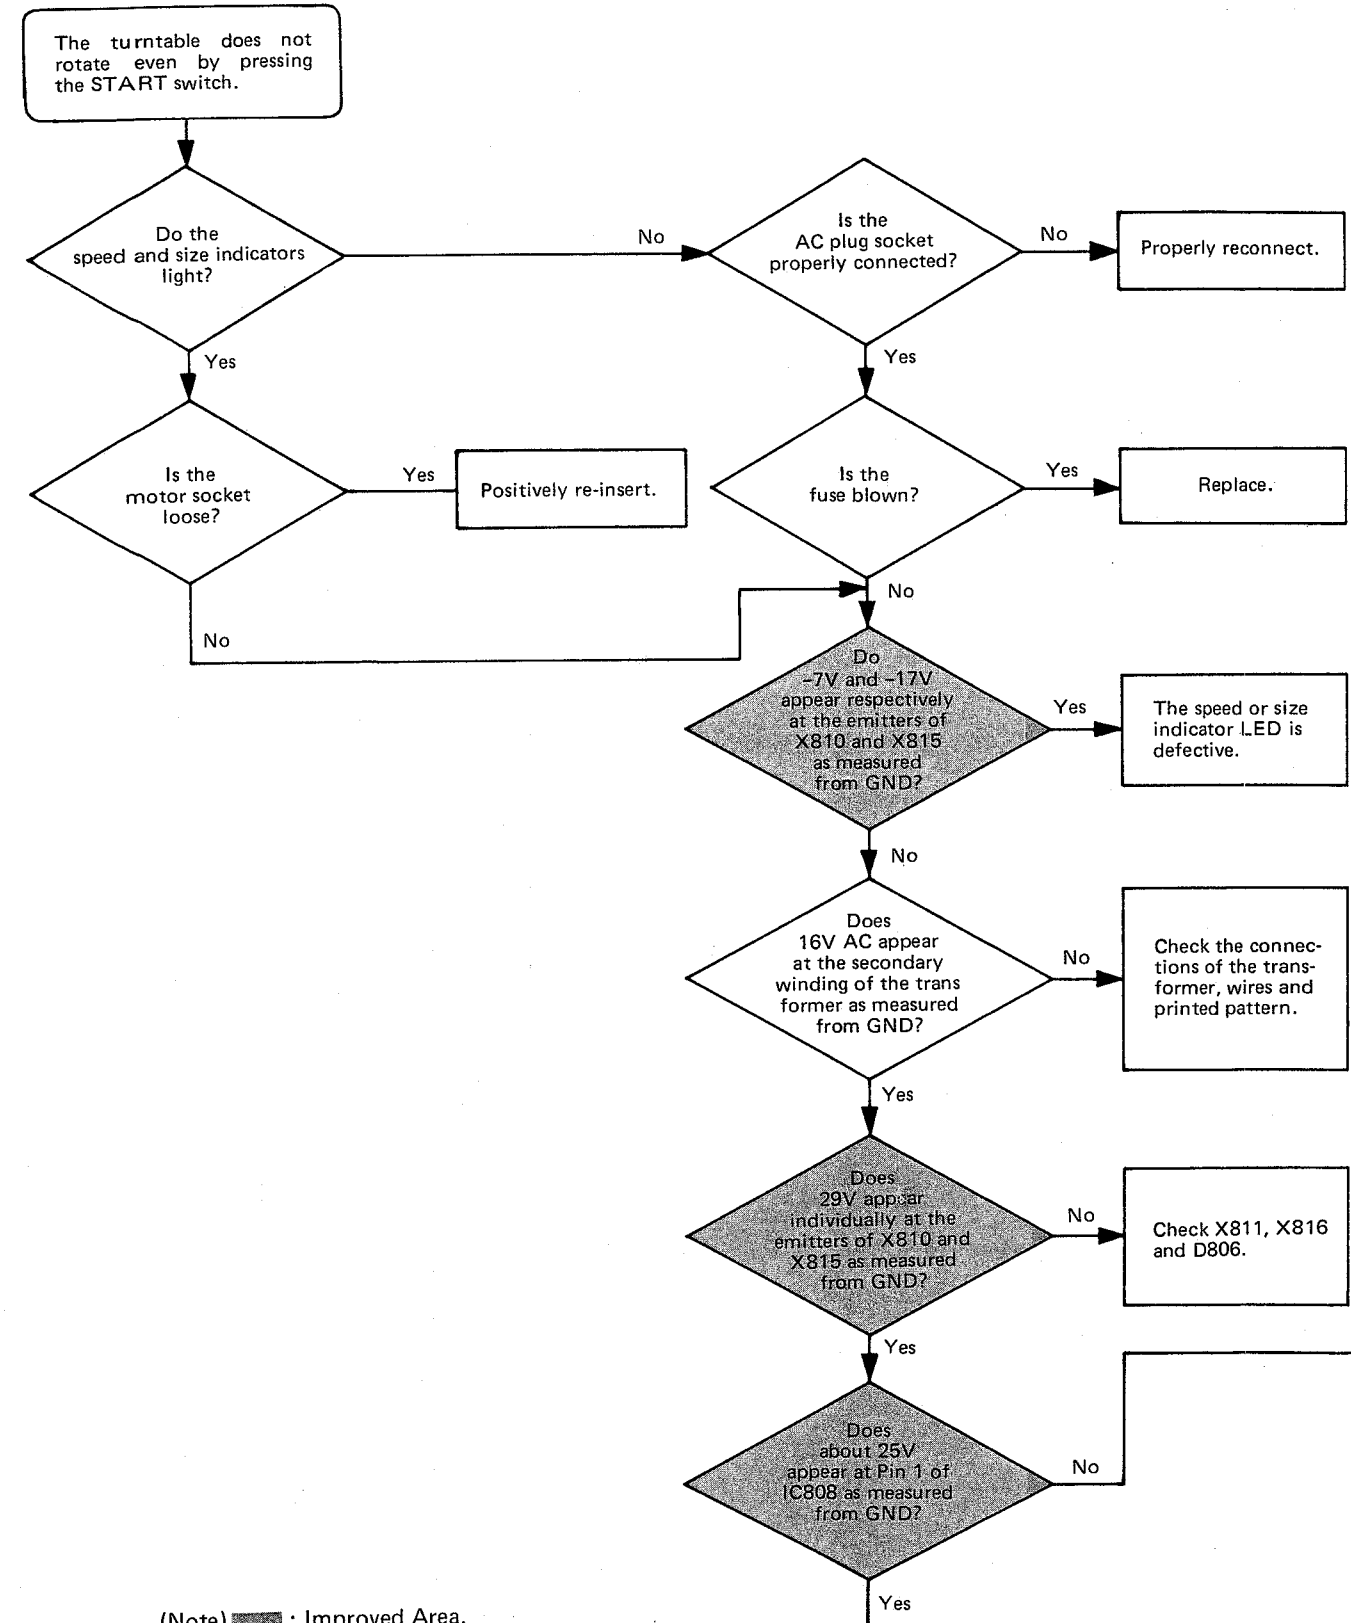 The turntable does not
rotate even by pressing
the START switch.
Do the
speed and size indicators
light?
No
Is the
AC plug socket
properly connected?
No
Properly reconnect.
Yes
Yes
Is the
motor socket
loose?
Yes
Positively re-insert.
Is the
fuse blown?
Yes
Replace.
No
No
Do
-7V and -17V
appear respectively
at the emitters of
X810 and X815
as measured
from GND?
Yes
The speed or size
indicator LED is
defective.
No
Does
16V AC appear
at the secondary
winding of the trans
former as measured
from GND?
No
Check the connec-
tions of the trans-
former, wires and
printed pattern.
Yes
Does
29V appear
individually at the
emitters of X810 and
X815 as measured
from GND?
No
Check X811, X816
and D806.
Yes
Does
about 25V
appear at Pin 1 of
IC808 as measured
from GND?
No
Yes
(Note) : Improved Area.